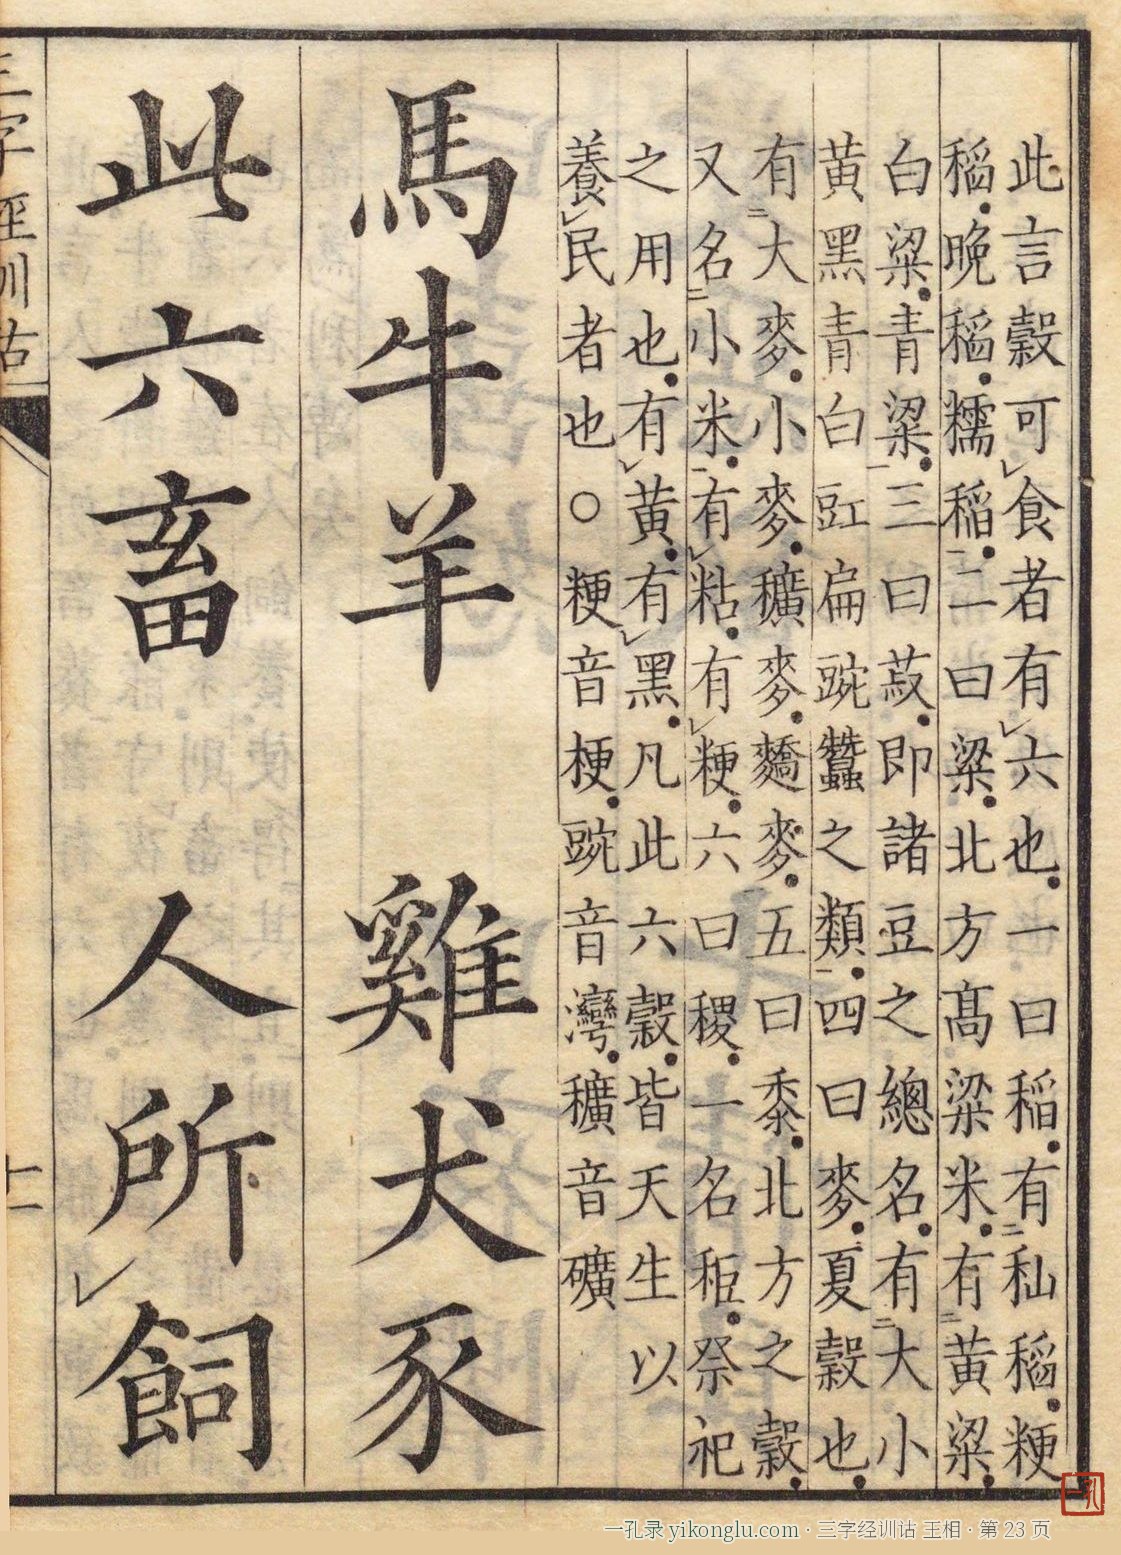 此言穀可食者有六也一曰稻有秈稻粳
稻晚稻糯稻二曰粱北方高粱米有黃粱
白粱青粱三曰菽即諸豆之總名有大小
黃黑青白豇扁豌蠶之類四曰麥夏穀也
有大麥小麥穬麥麥五曰黍北方之穀
又名小米有粘有粳六曰稷一名秬祭祀
之用也有黃有黑凡此六穀皆天生以
養民者也○粳音梗豌音灣穬音礦
馬牛羊 雞犬豕
此六畜 人所飼
三字經訓詁
十一
一孔录 yikonglu.com · 三字经训诂 王相 · 第 23 页